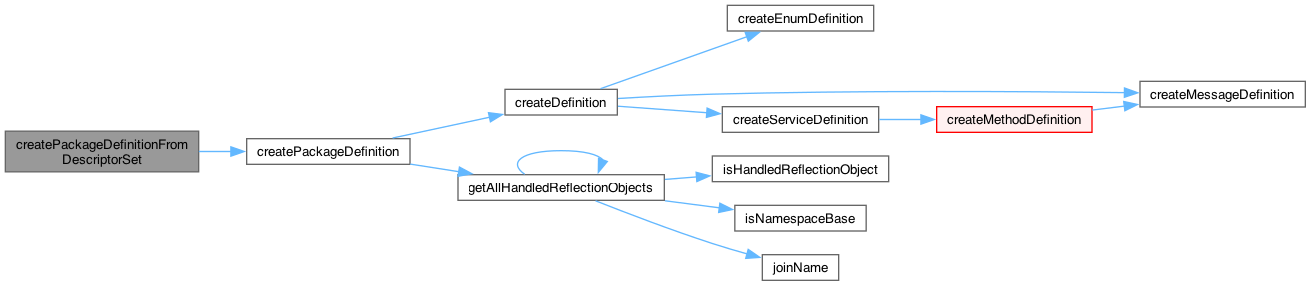 createPackageDefinitionFrom
DescriptorSet
createPackageDefinition
createDefinition
createEnumDefinition
createMessageDefinition
createServiceDefinition
createMethodDefinition
getAllHandledReflectionObjects
isHandledReflectionObject
isNamespaceBase
joinName